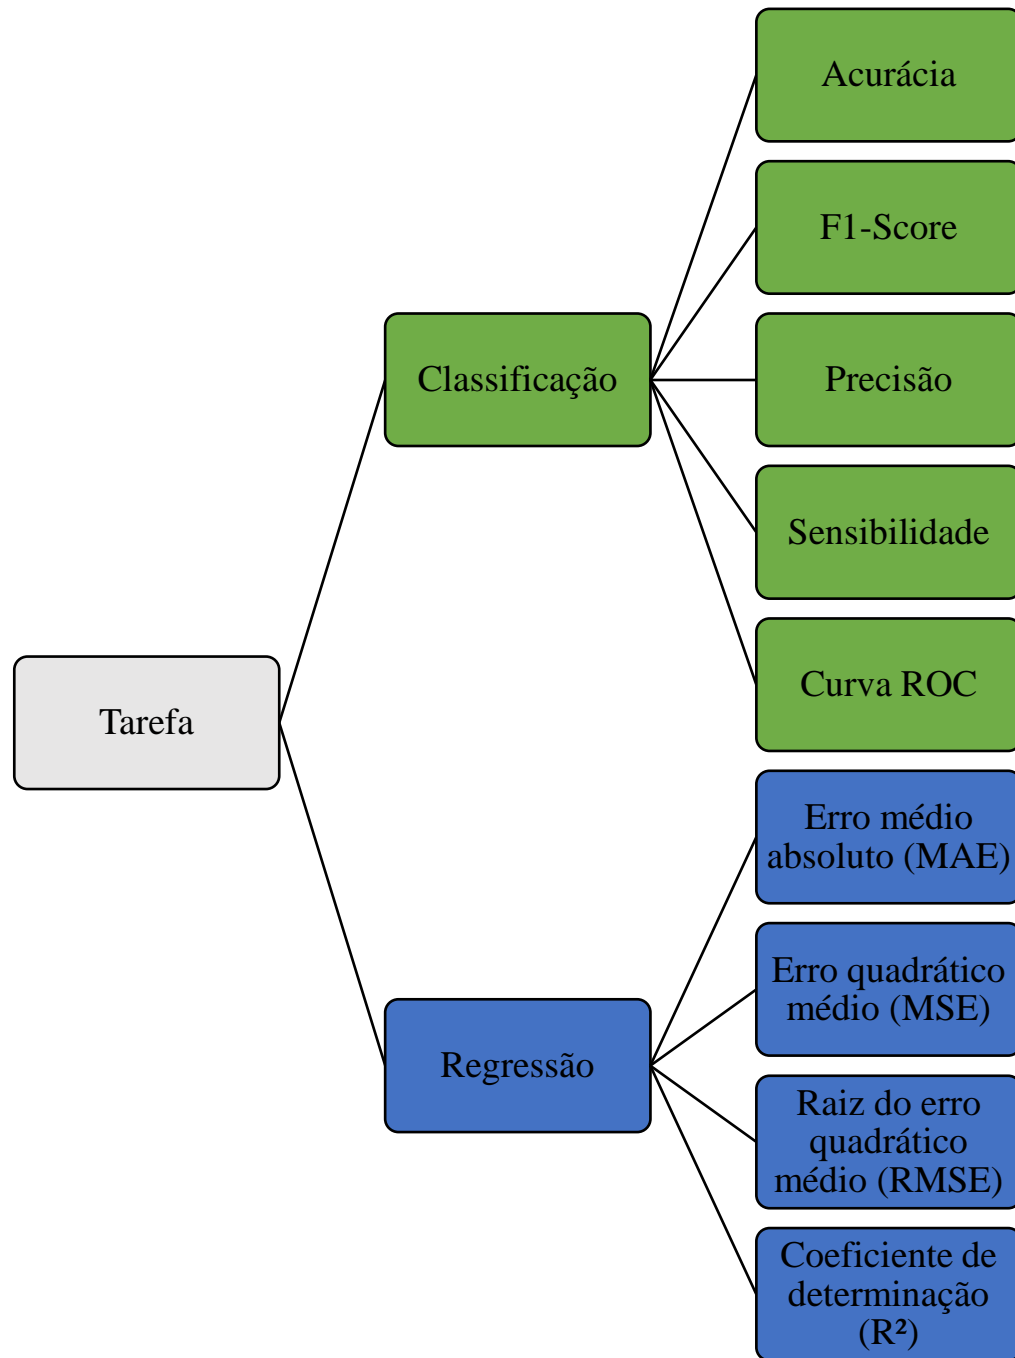 Acurácia
F1-Score
Classificação
Precisão
Sensibilidade
Curva ROC
Tarefa
Erro médio
absoluto (MAE)
Erro quadrático
médio (MSE)
Regressão
Raiz do erro
quadrático
médio (RMSE)
Coeficiente de
determinação
(R²)